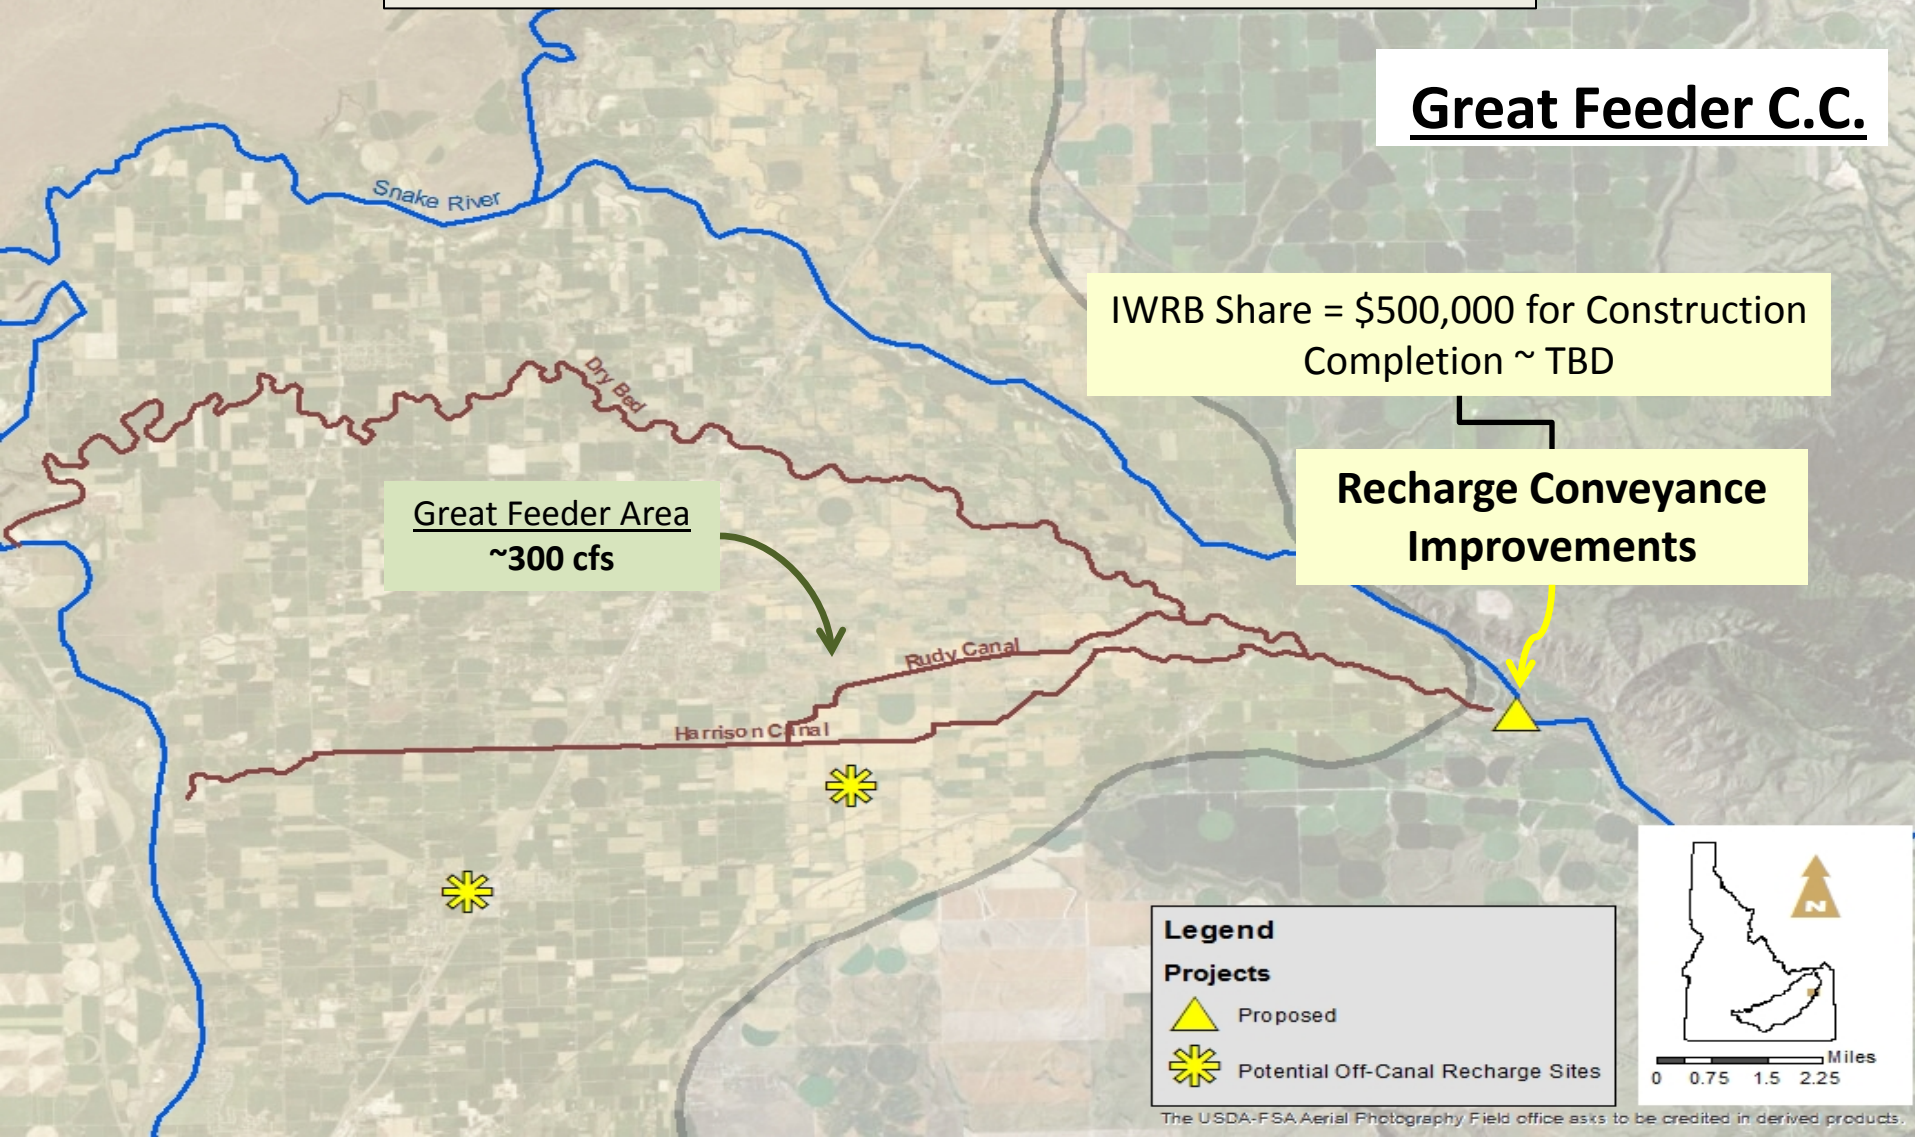 Great Feeder C.C.
Snake River
IWRB Share = $500,000 for Construction
Completion ~ TBD
Dry Bed
Recharge Conveyance
Improvements
Great Feeder Area
~300 cfs
Rudy Canal
Harrison Canal
Legend
Projects
Proposed
Potential Off-Canal Recharge Sites
N
Miles
0 0.75 1.5 2.25
The USDA-FSA Aerial Photography Field office asks to be credited in derived products.